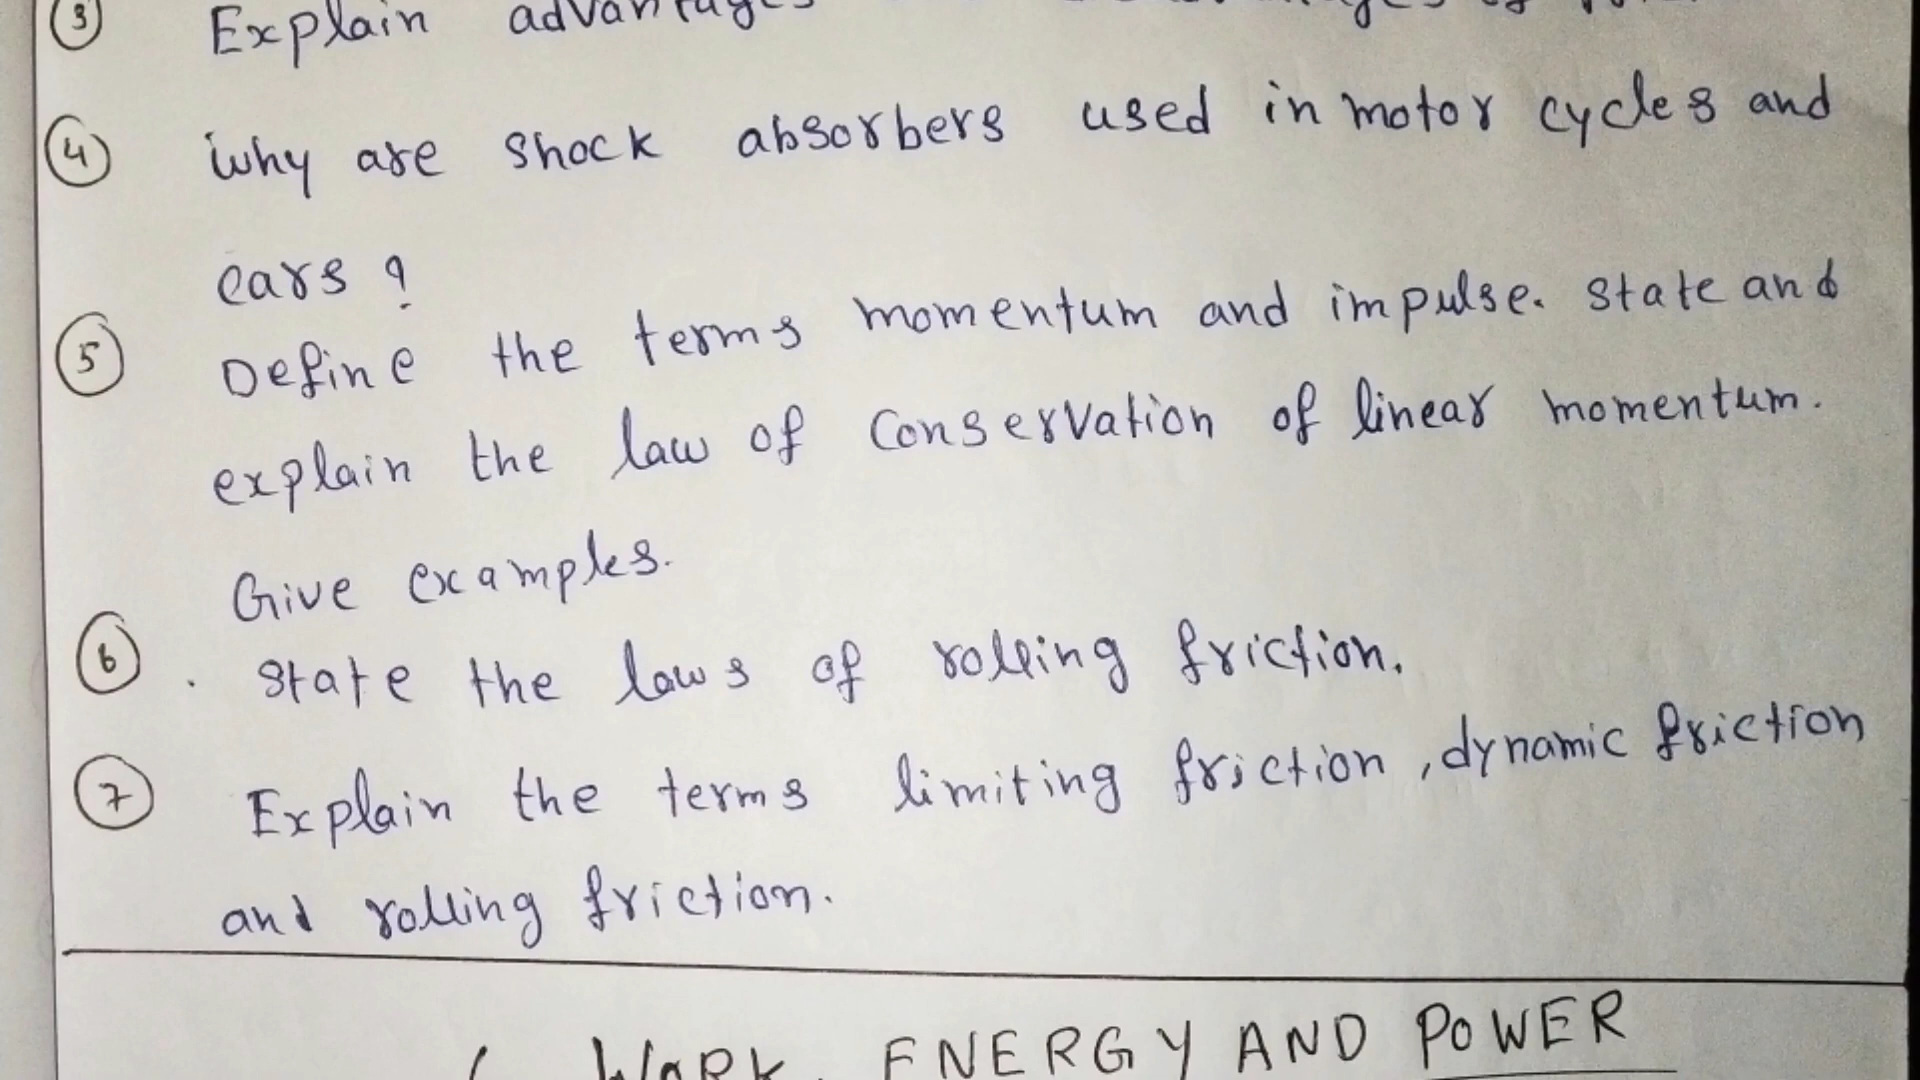 3 Explain advantages
4 why are shock absorbers used in motor cycles and
cars ?
5 Define the terms momentum and impulse. State and
explain the law of conservation of linear momentum.
Give examples.
6 . State the laws of rolling friction.
7 Explain the terms limiting friction, dynamic friction
and rolling friction.
WORK, ENERGY AND POWER